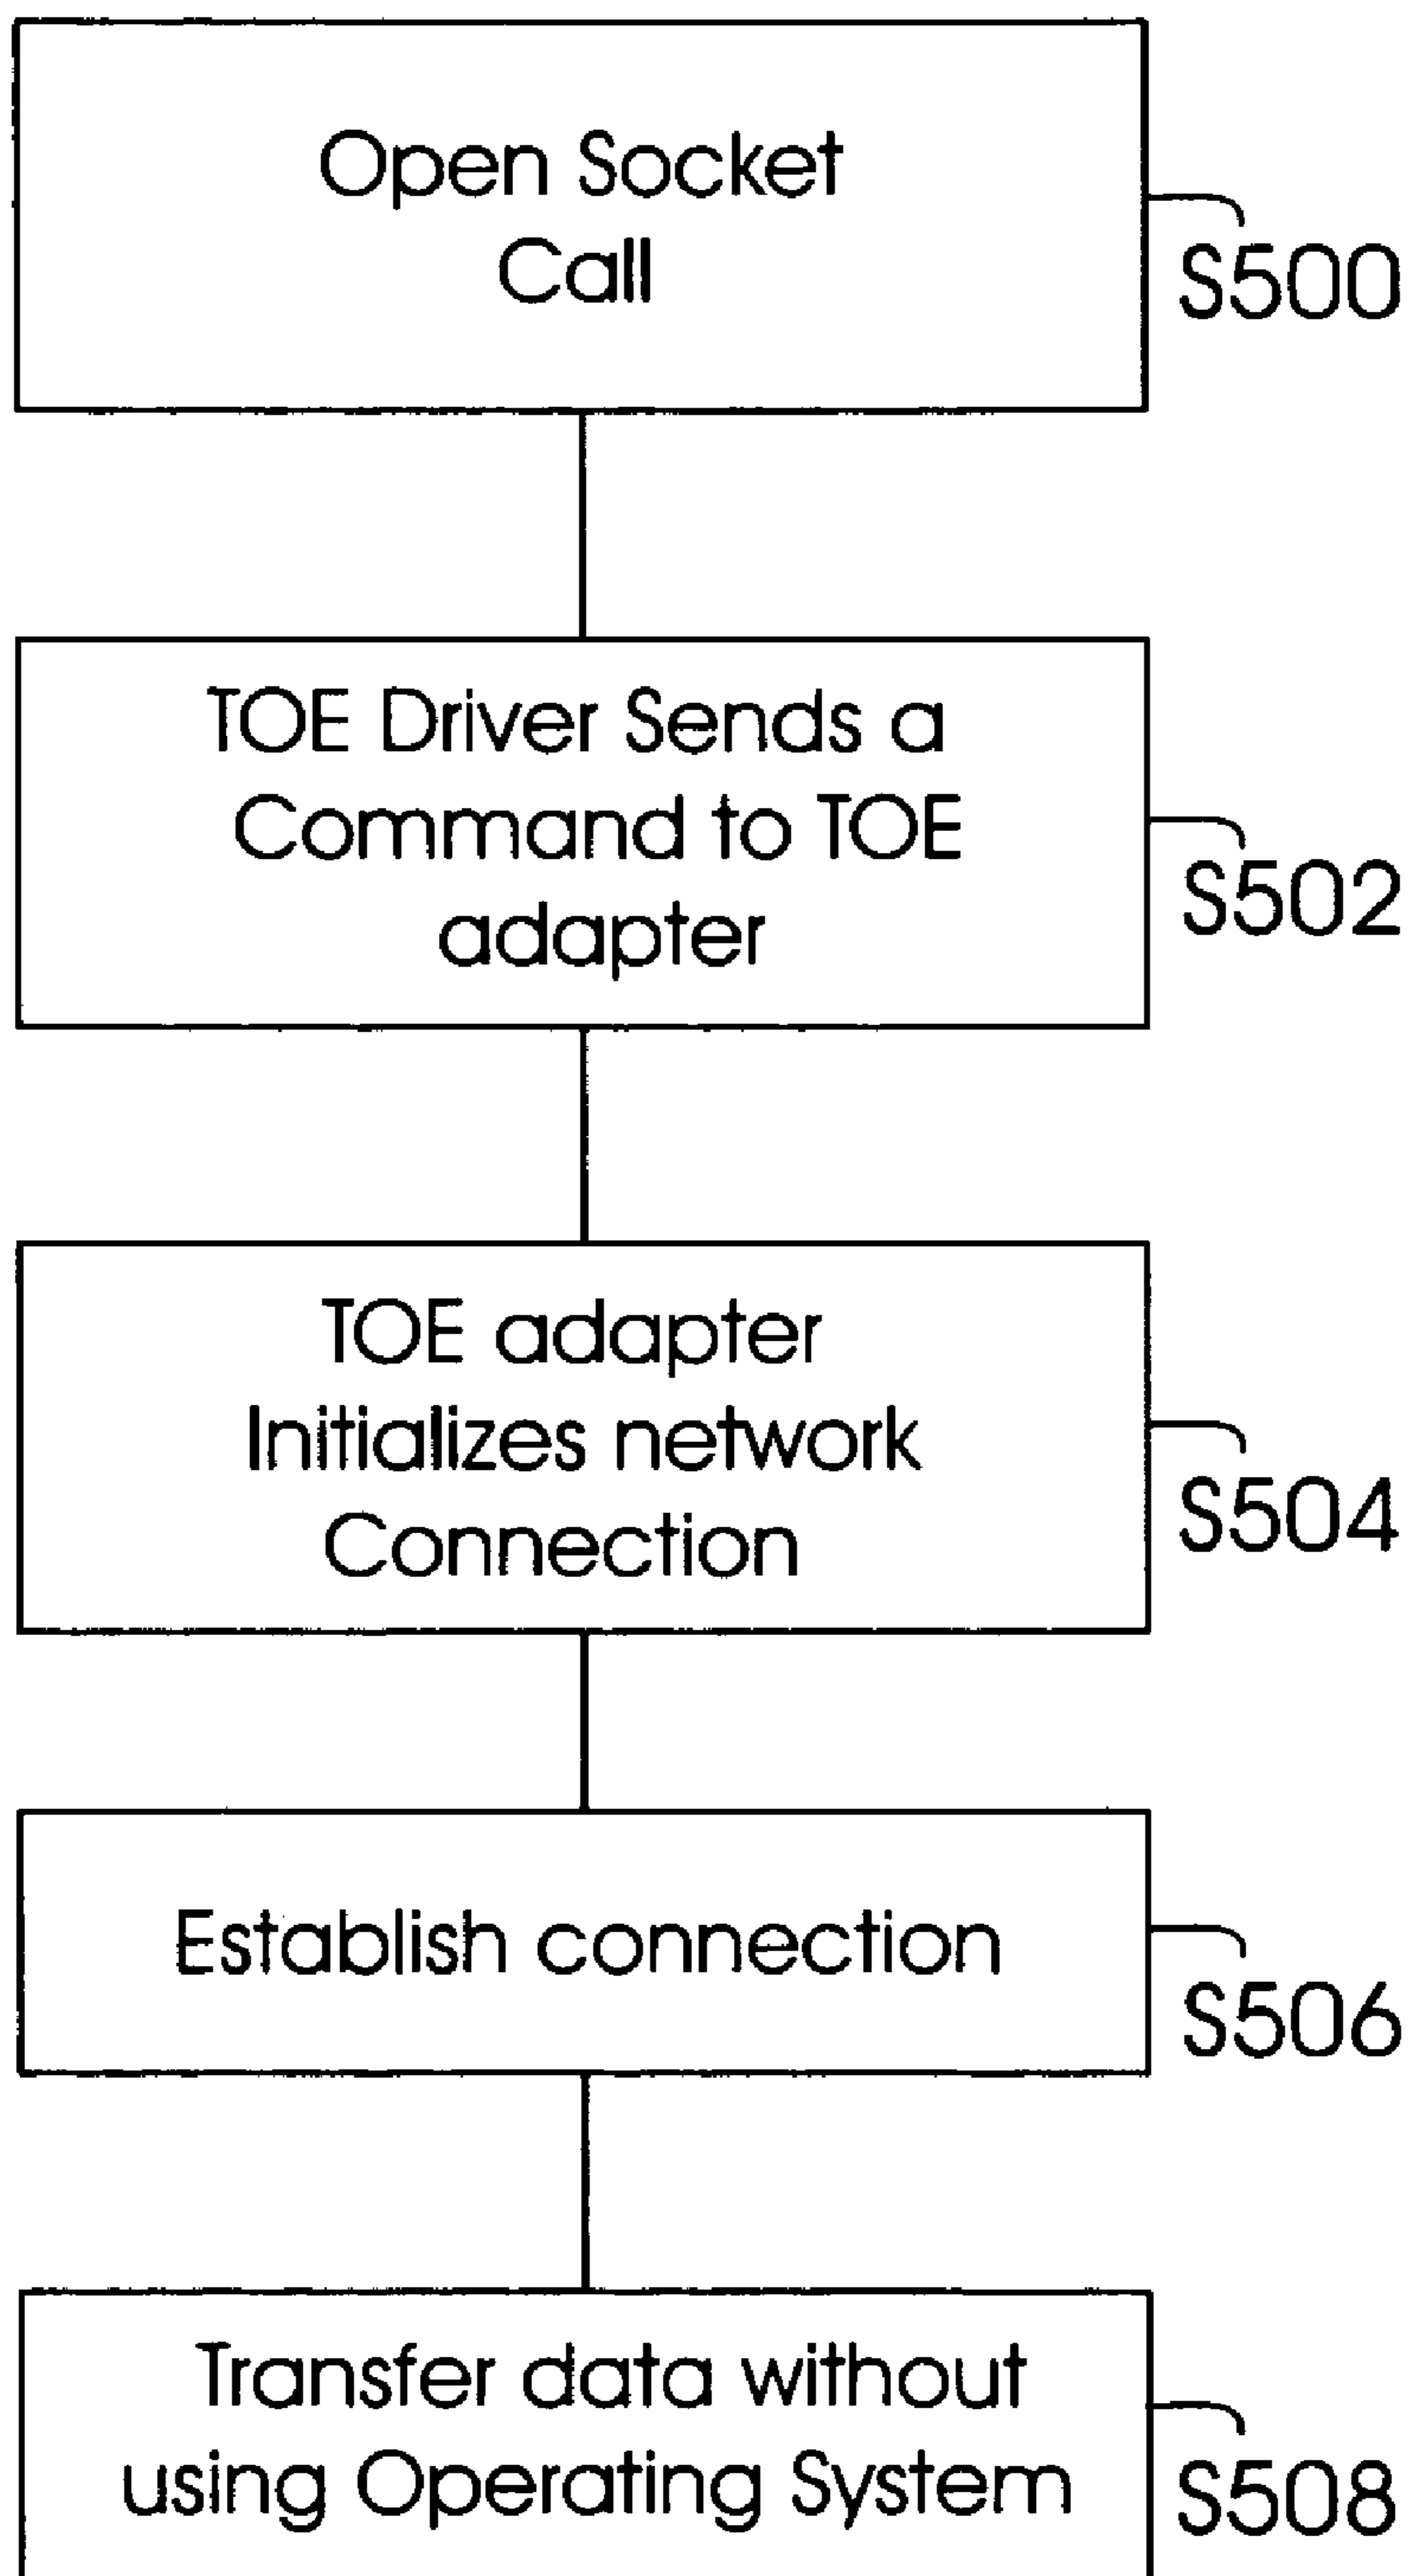 Open Socket
Call
S500
TOE Driver Sends a
Command to TOE
adapter
S502
TOE adapter
Initializes network
Connection
S504
Establish connection
S506
Transfer data without
using Operating System
S508